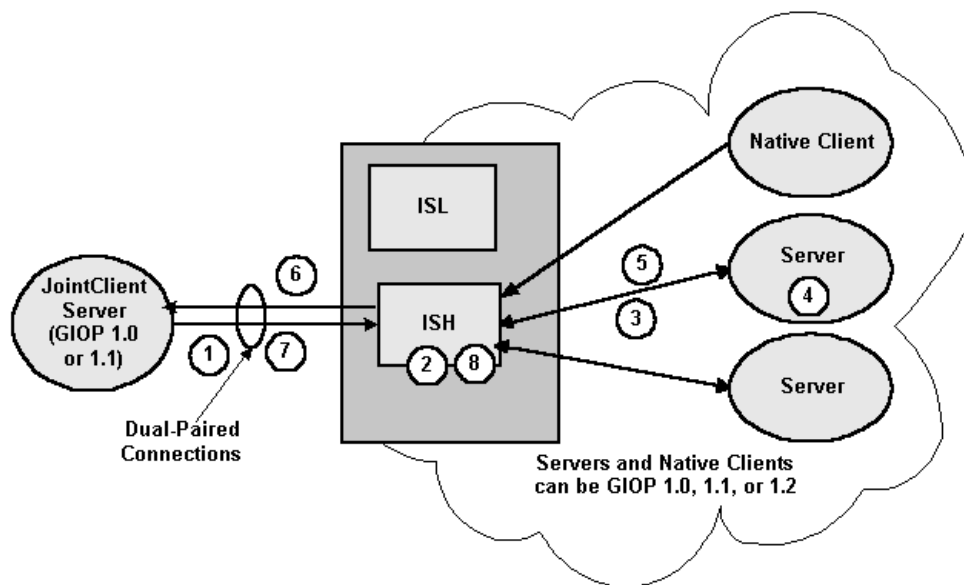 Native Client
ISL
Server
5
6
4
JointClient
Server
(GIOP 1.0
or 1.1)
ISH
3
1
7
2
8
Server
Dual-Paired
Connections
Servers and Native Clients
can be GIOP 1.0, 1.1, or 1.2